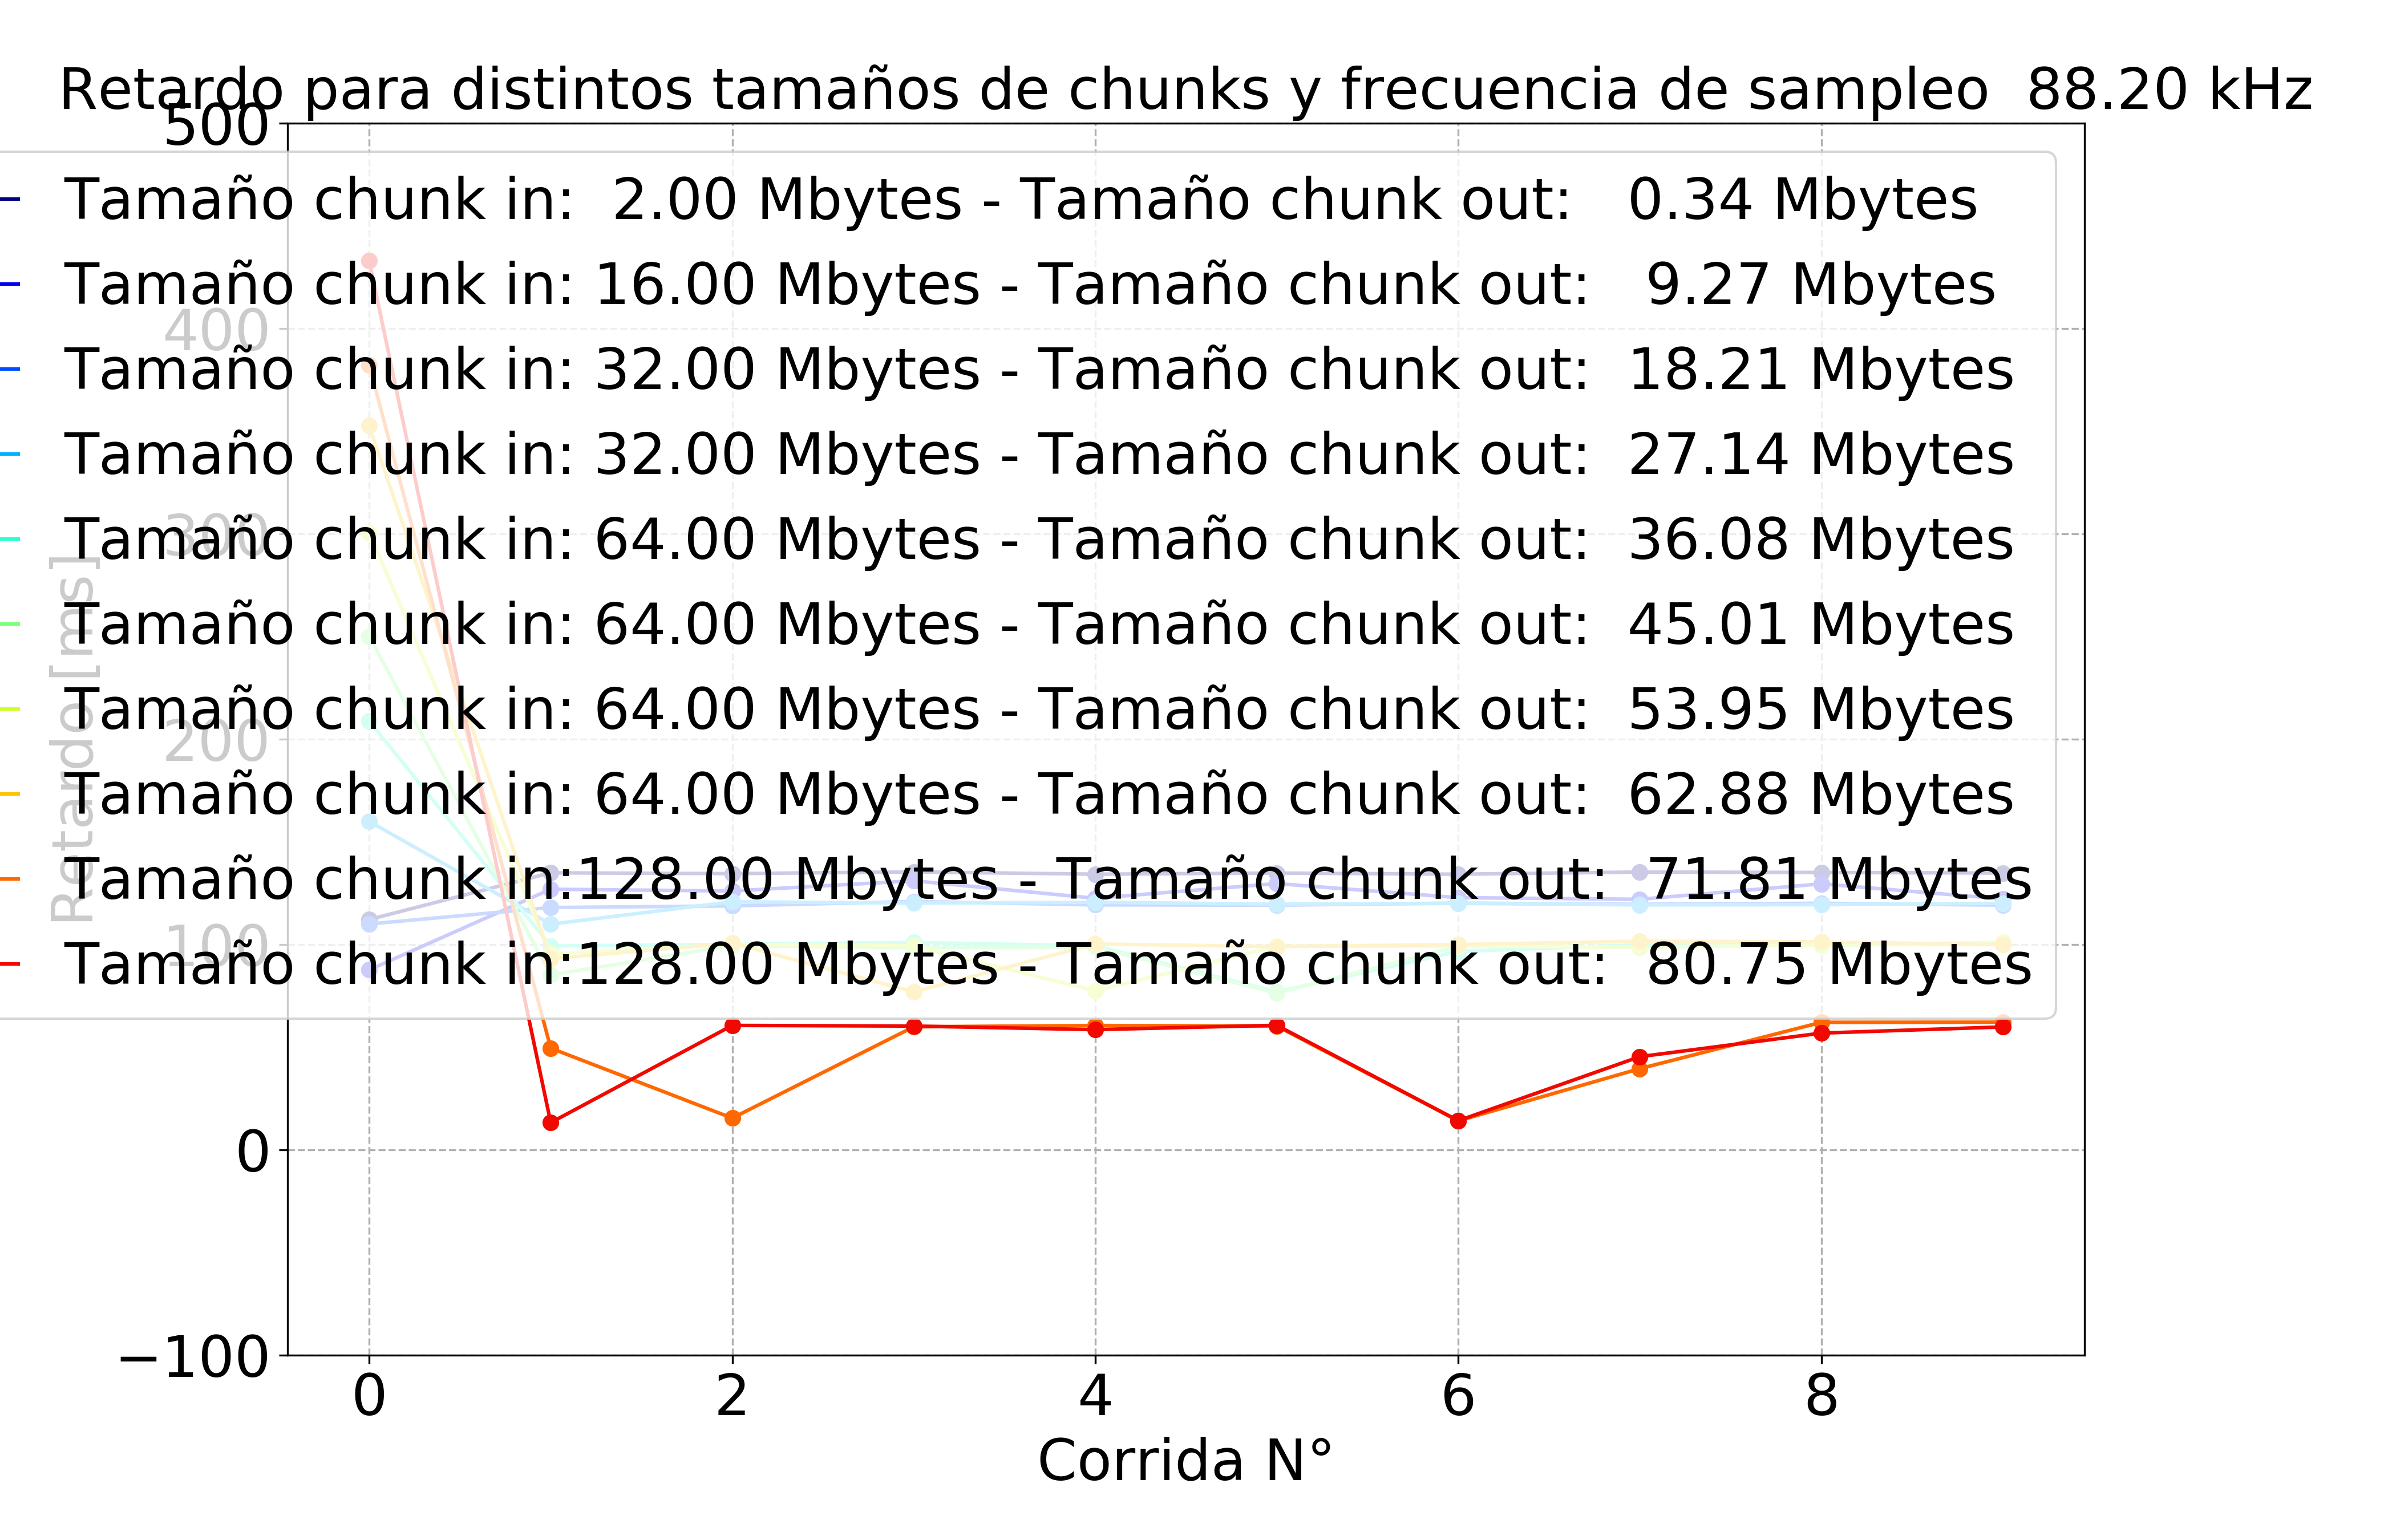 Retardo para distintos tamaños de chunks y frecuencia de sampleo  88.20 kHz
500
Tamaño chunk in:  2.00 Mbytes - Tamaño chunk out:   0.34 Mbytes
Tamaño chunk in: 16.00 Mbytes - Tamaño chunk out:   9.27 Mbytes
400
Tamaño chunk in: 32.00 Mbytes - Tamaño chunk out:  18.21 Mbytes
Tamaño chunk in: 32.00 Mbytes - Tamaño chunk out:  27.14 Mbytes
300
Tamaño chunk in: 64.00 Mbytes - Tamaño chunk out:  36.08 Mbytes
Tamaño chunk in: 64.00 Mbytes - Tamaño chunk out:  45.01 Mbytes
Retardo [ms]
Tamaño chunk in: 64.00 Mbytes - Tamaño chunk out:  53.95 Mbytes
200
Tamaño chunk in: 64.00 Mbytes - Tamaño chunk out:  62.88 Mbytes
Tamaño chunk in:128.00 Mbytes - Tamaño chunk out:  71.81 Mbytes
100
Tamaño chunk in:128.00 Mbytes - Tamaño chunk out:  80.75 Mbytes
0
−100
0 2 4 6 8
Corrida N°